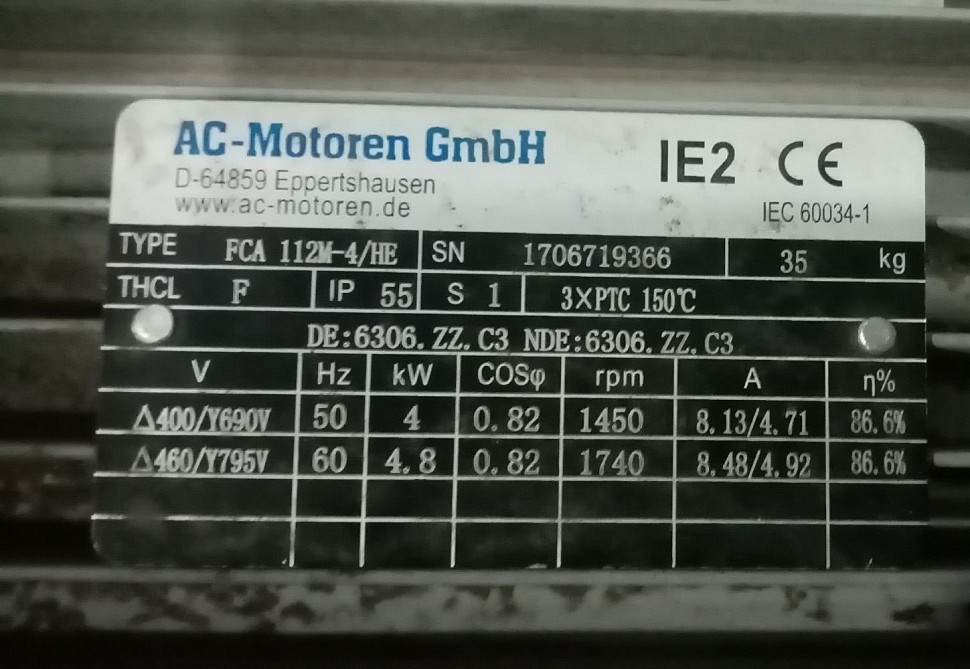 AC-Motoren GmbH
D-64859 Eppertshausen
www.ac-motoren.de
IE2 CE
IEC 60034-1
TYPE FCA 112M-4/HE SN 1706719366 35 kg
THCL F IP 55 S 1 3XPTC 150℃
DE:6306.ZZ.C3 NDE:6306.ZZ.C3
V Hz kW COSφ rpm A η%
Δ400/Y690V 50 4 0.82 1450 8.13/4.71 86.6%
Δ460/Y795V 60 4.8 0.82 1740 8.48/4.92 86.6%